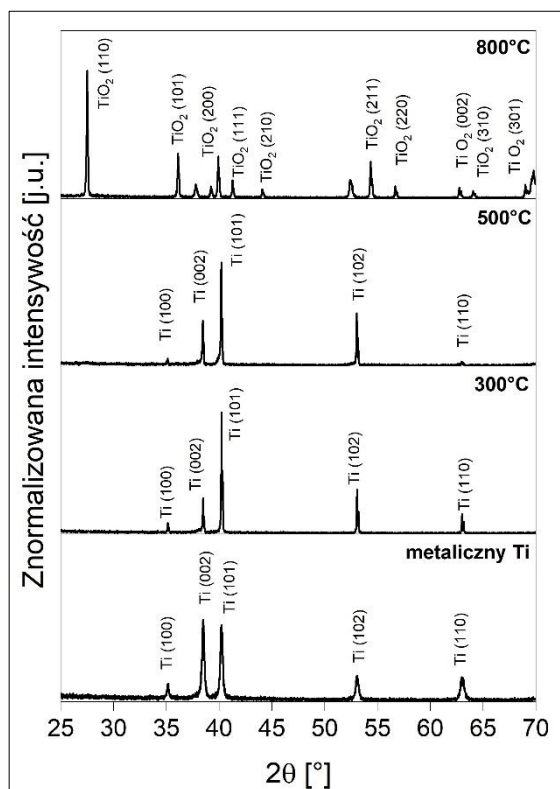 Znormalizowana intensywność [j.u.]
800°C
TiO₂ (110)
TiO₂ (101)
TiO₂ (200)
TiO₂ (111)
TiO₂ (210)
TiO₂ (211)
TiO₂ (220)
Ti O₂ (002)
TiO₂ (310)
Ti O₂ (301)
500°C
Ti (100)
Ti (002)
Ti (101)
Ti (102)
Ti (110)
300°C
Ti (100)
Ti (002)
Ti (101)
Ti (102)
Ti (110)
metaliczny Ti
Ti (100)
Ti (002)
Ti (101)
Ti (102)
Ti (110)
25 30 35 40 45 50 55 60 65 70
2θ [°]